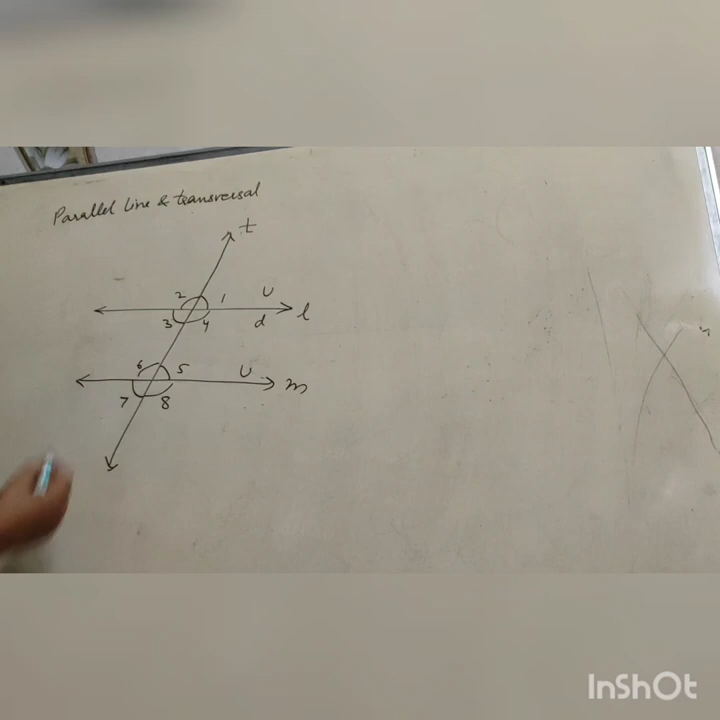 Parallel Line & transversal
t
2 1 U
3 4 d l
6 5 U
7 8 m
InShOt